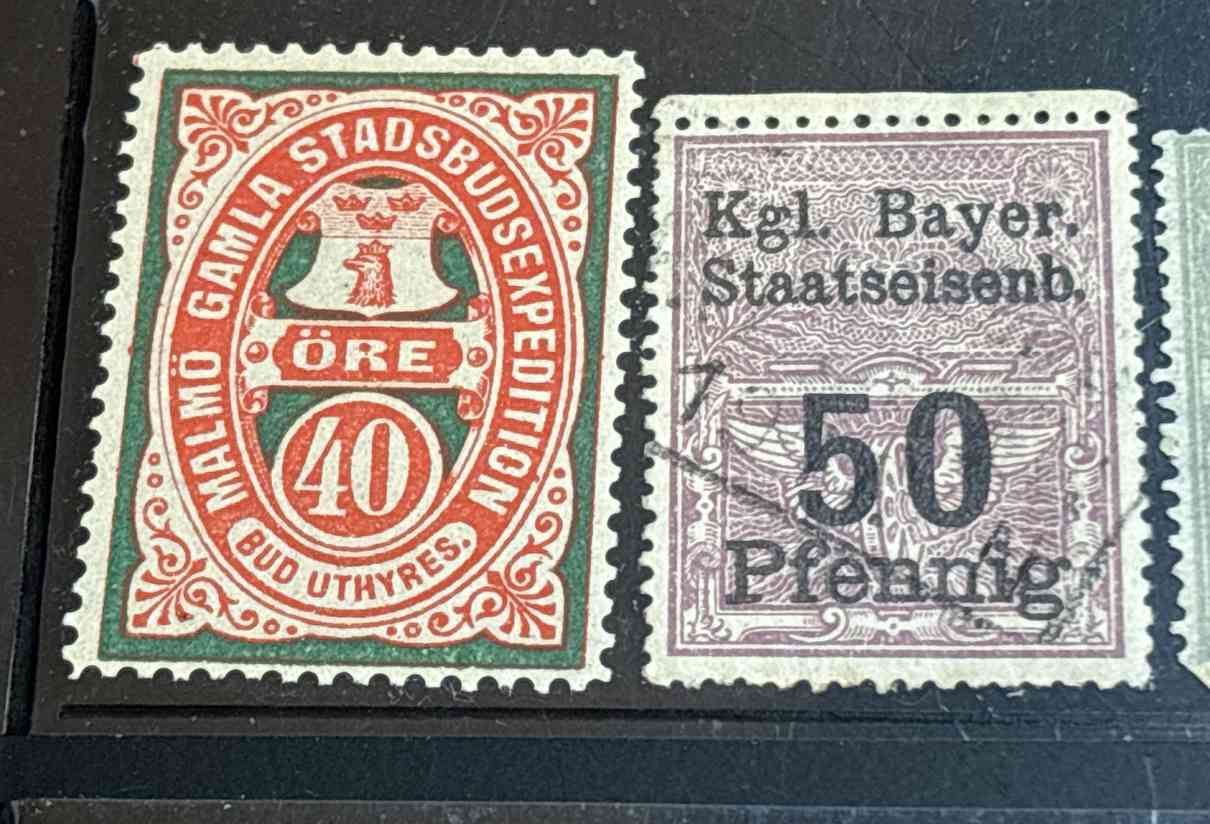 MALMÖ GAMLA STADSBUDSEXPEDITION
ÖRE
40
BUD UTHYRES.
Kgl. Bayer.
Staatseisenb.
50
Pfennig